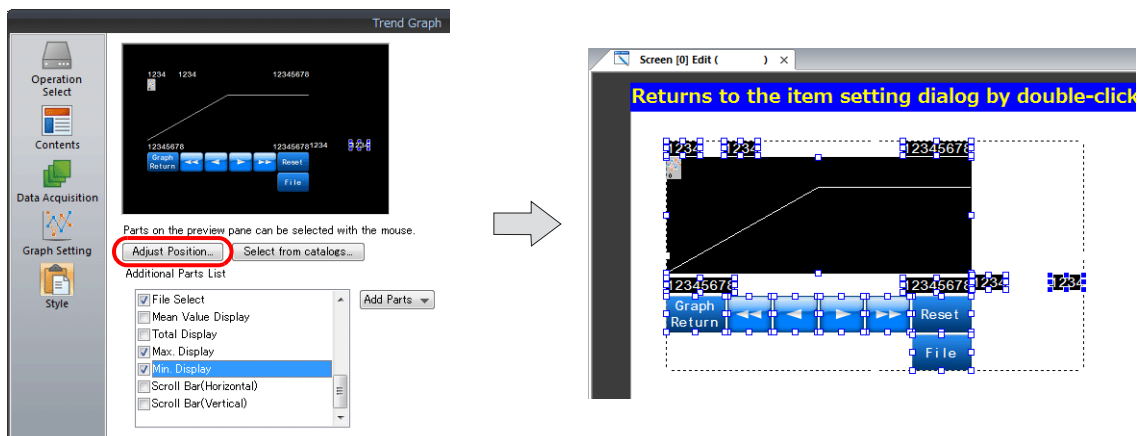 Trend Graph
Operation
Select
Contents
Data Acquisition
Graph Setting
Style
1234 1234 12345678
12345678 12345678 1234 1234
Graph
Return
Reset
File
Parts on the preview pane can be selected with the mouse.
Adjust Position...
Select from catalogs...
Additional Parts List
File Select
Mean Value Display
Total Display
Max. Display
Min. Display
Scroll Bar(Horizontal)
Scroll Bar(Vertical)
Add Parts
Screen [0] Edit ( )
Returns to the item setting dialog by double-click
1234 1234 12345678
12345678 12345678 1234 1234
Graph
Return
Reset
File